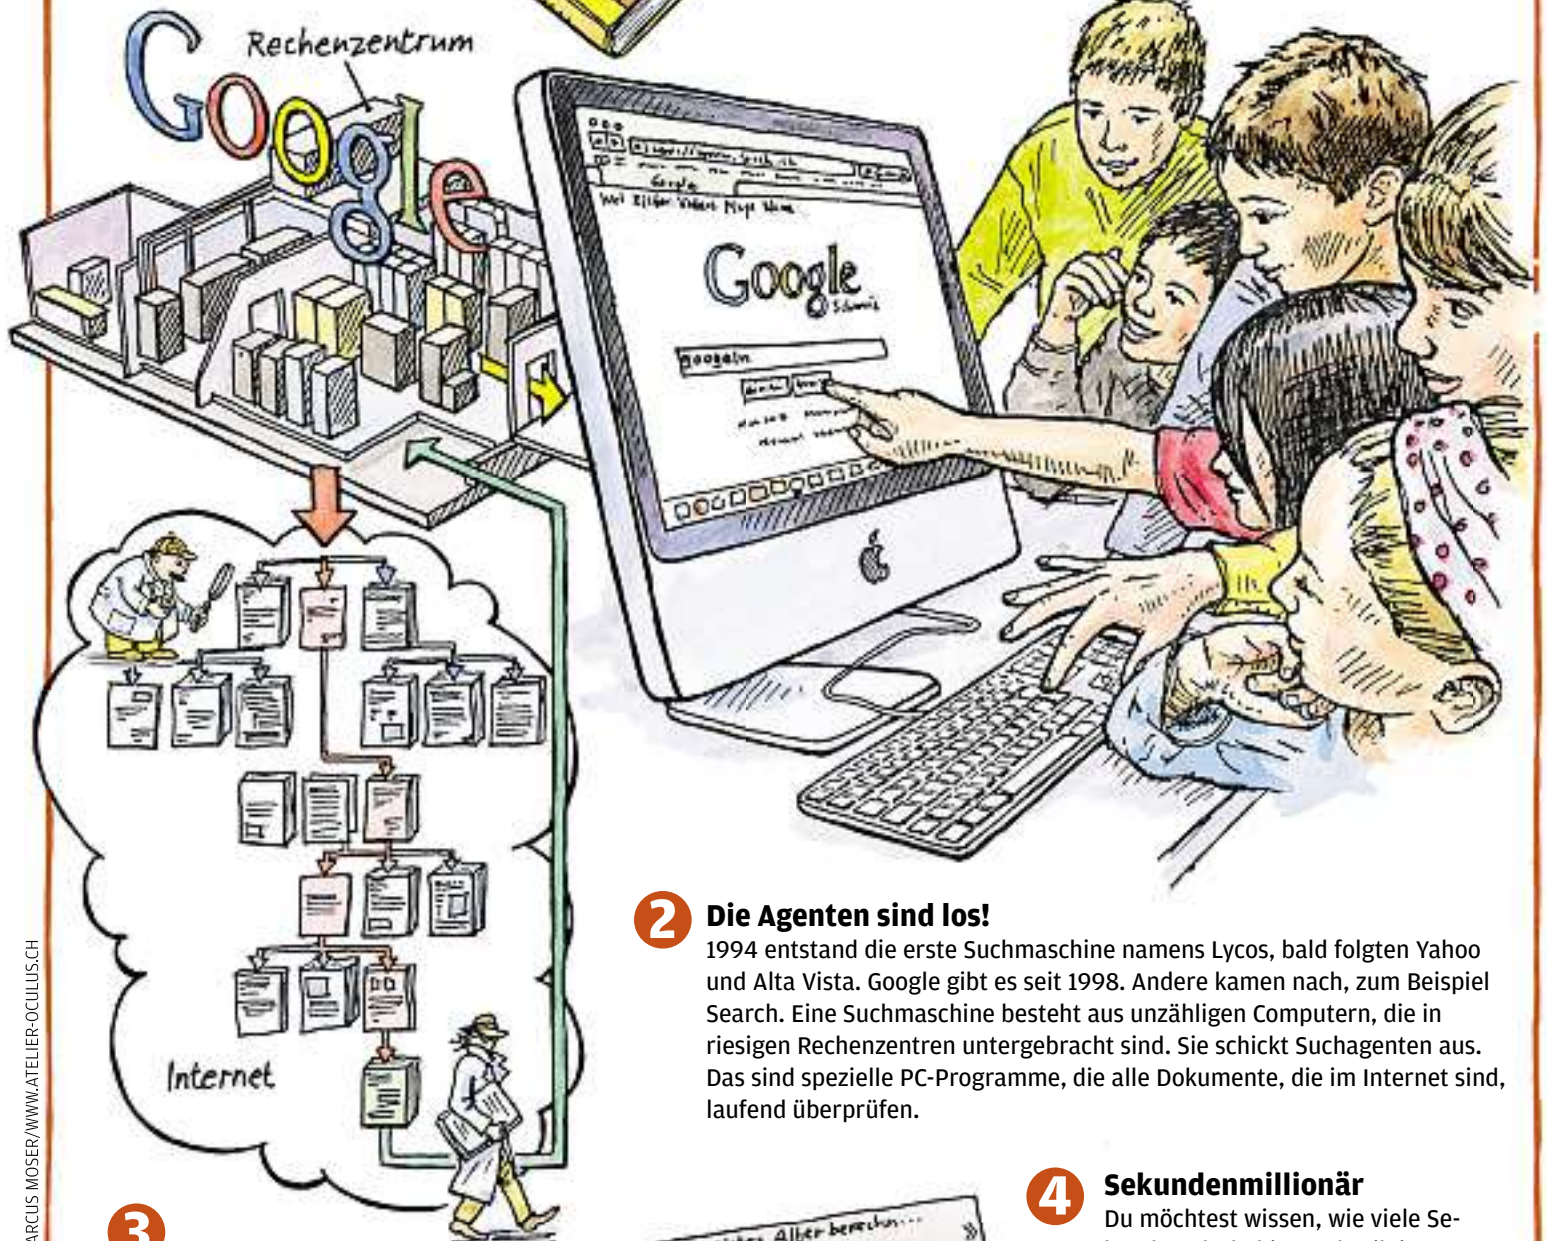 Google
Rechenzentrum
Google
Google
googeln
Internet
2
Die Agenten sind los!
1994 entstand die erste Suchmaschine namens Lycos, bald folgten Yahoo
und Alta Vista. Google gibt es seit 1998. Andere kamen nach, zum Beispiel
Search. Eine Suchmaschine besteht aus unzähligen Computern, die in
riesigen Rechenzentren untergebracht sind. Sie schickt Suchagenten aus.
Das sind spezielle PC-Programme, die alle Dokumente, die im Internet sind,
laufend überprüfen.
ARCUS MOSER/WWW.ATELIER-OCULUS.CH
3
Alter berechn...
4
Sekundenmillionär
Du möchtest wissen, wie viele Se-